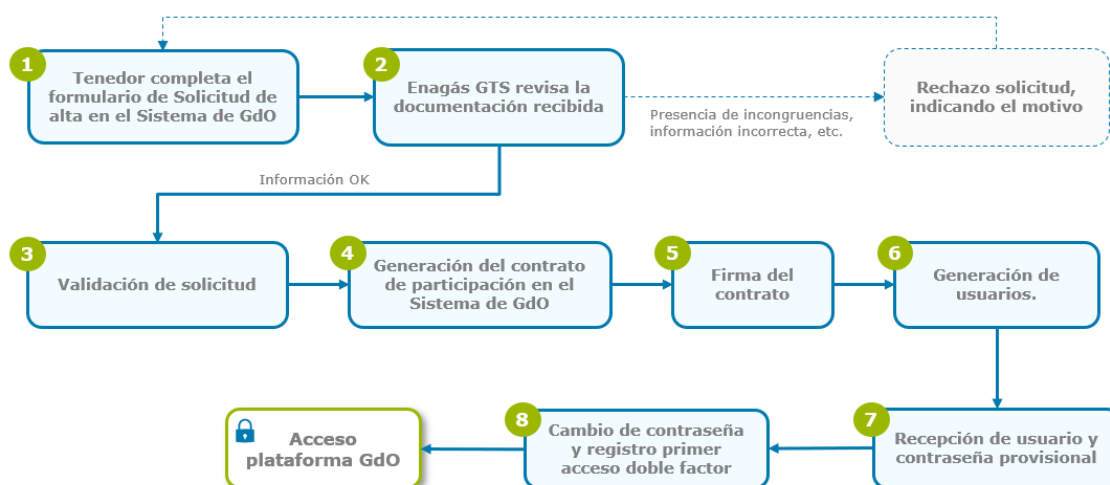 1
Tenedor completa el
formulario de Solicitud de
alta en el Sistema de GdO
2
Enagás GTS revisa la
documentación recibida
Presencia de incongruencias,
información incorrecta, etc.
Rechazo solicitud,
indicando el motivo
Información OK
3
Validación de solicitud
4
Generación del contrato
de participación en el
Sistema de GdO
5
Firma del
contrato
6
Generación de
usuarios.
7
Recepción de usuario y
contraseña provisional
8
Cambio de contraseña
y registro primer
acceso doble factor
Acceso
plataforma GdO